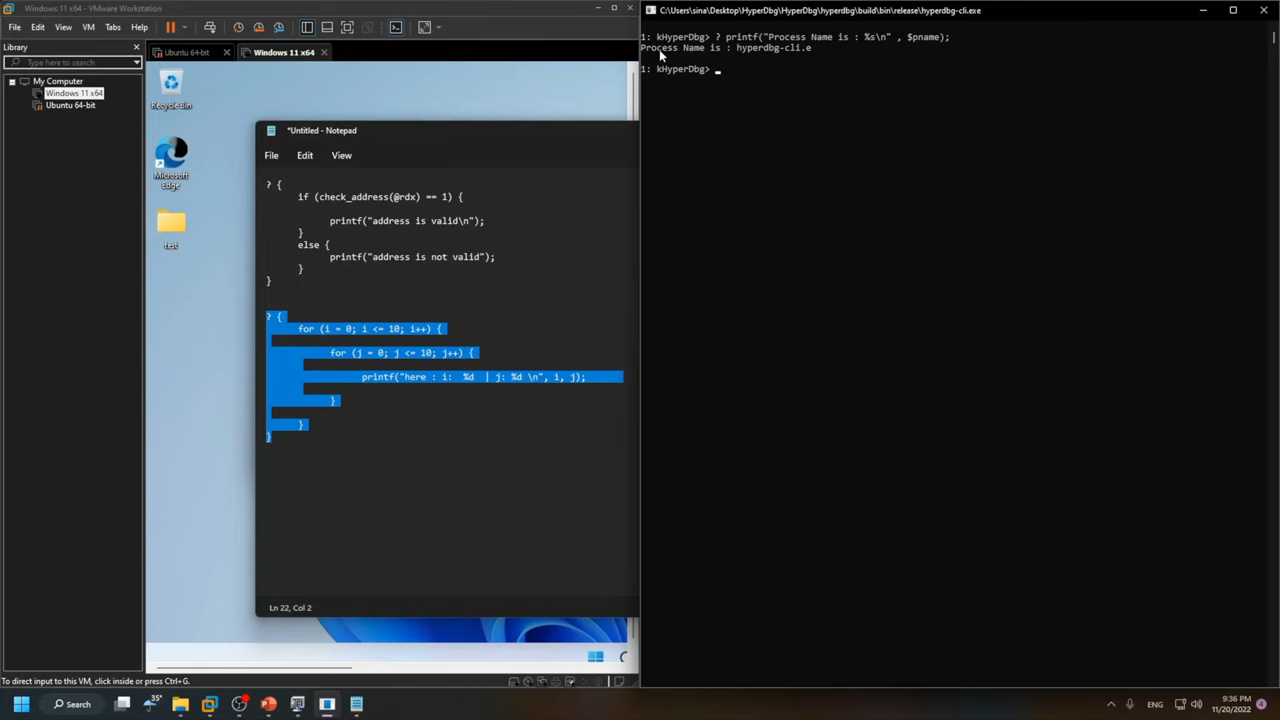 Windows 11 x64 - VMware Workstation
File Edit View VM Tabs Help
Library
Type here to search
My Computer
Windows 11 x64
Ubuntu 64-bit
Ubuntu 64-bit
Windows 11 x64
Recycle Bin
Microsoft
Edge
test
*Untitled - Notepad
File Edit View
? {
if (check_address(@rdx) == 1) {
printf("address is valid\n");
}
else {
printf("address is not valid");
}
}
? {
for (i = 0; i <= 10; i++) {
for (j = 0; j <= 10; j++) {
printf("here : i:  %d  | j: %d \n", i, j);
}
}
}
Ln 22, Col 2
To direct input to this VM, click inside or press Ctrl+G.
C:\Users\sina\Desktop\HyperDbg\HyperDbg\hyperdbg\build\bin\release\hyperdbg-cli.exe
1: kHyperDbg> ? printf("Process Name is : %s\n" , $pname);
Process Name is : hyperdbg-cli.e
1: kHyperDbg>
Search
35°
ENG
9:36 PM
11/20/2022
4